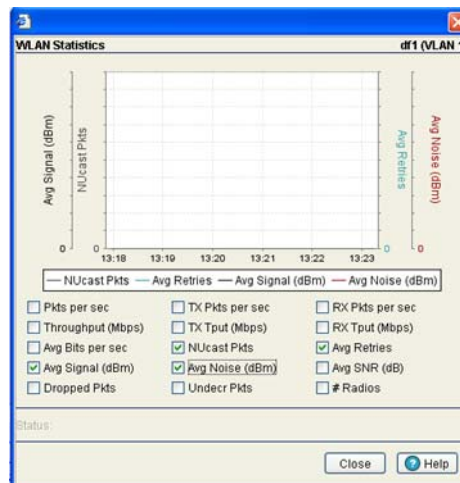 WLAN Statistics df1 (VLAN 1
Avg Signal (dBm)
NUcast Pkts
Avg Retries
Avg Noise (dBm)
0 0 0 0
13:18 13:19 13:20 13:21 13:22 13:23
NUcast Pkts Avg Retries Avg Signal (dBm) Avg Noise (dBm)
Pkts per sec TX Pkts per sec RX Pkts per sec
Throughput (Mbps) TX Tput (Mbps) RX Tput (Mbps)
Avg Bits per sec NUcast Pkts Avg Retries
Avg Signal (dBm) Avg Noise (dBm) Avg SNR (dB)
Dropped Pkts Undecr Pkts # Radios
Status:
Close Help